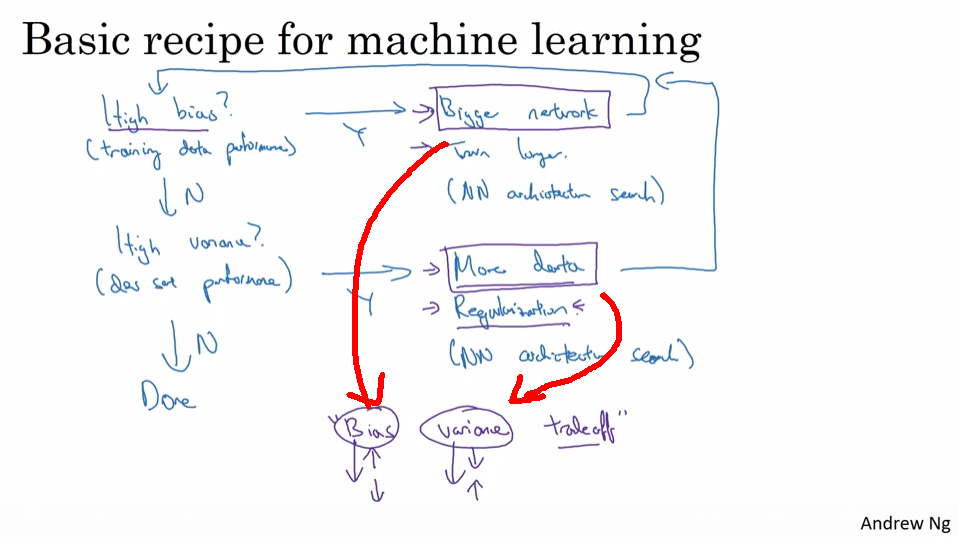 Basic recipe for machine learning
High bias?
Y
Bigge network
(training data performance)
Train longer.
N
(NN architecture search)
High variance?
(dev set performance)
Y
More data
Regularization
N
(NN architecture search)
Done
"Bias variance tradeoff"
Andrew Ng